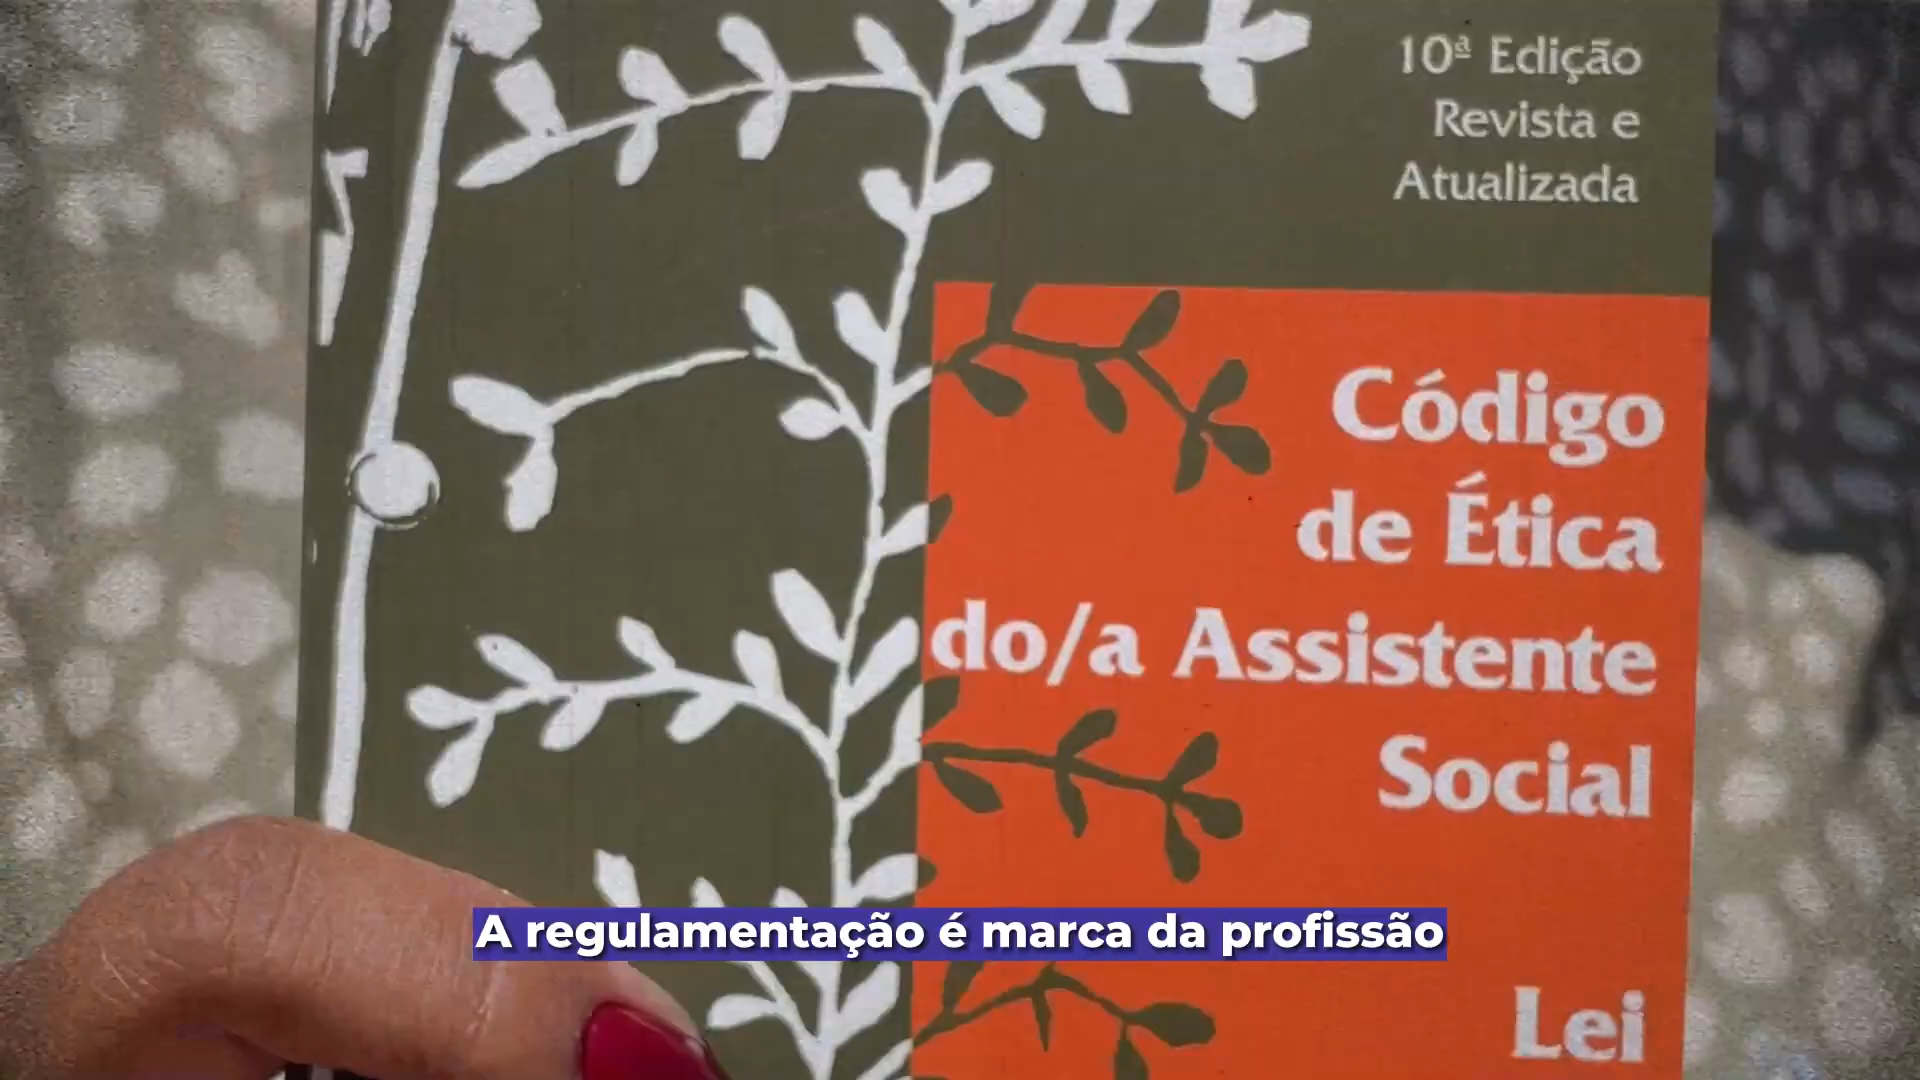 10ª Edição
Revista e
Atualizada
Código
de Ética
do/a Assistente
Social
A regulamentação é marca da profissão
Lei